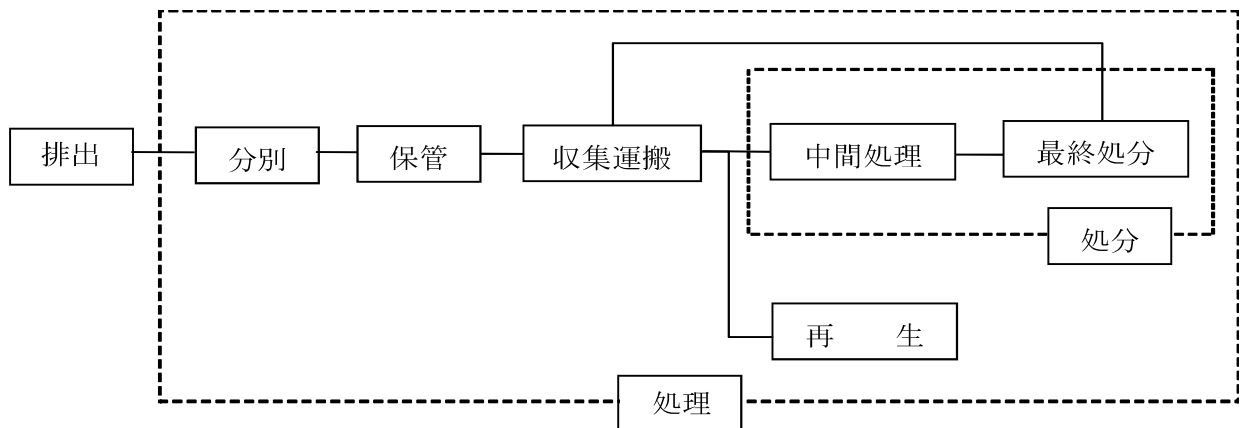 排出
分別
保管
収集運搬
中間処理
最終処分
処分
再　　生
処理